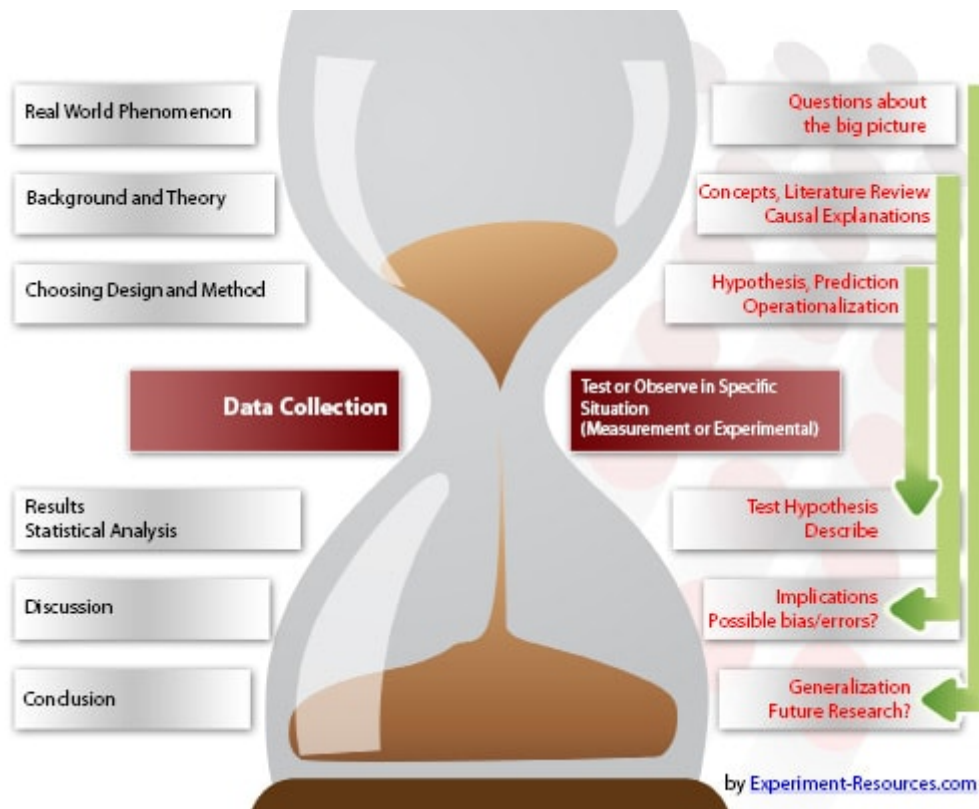 Real World Phenomenon
Questions about
the big picture
Background and Theory
Concepts, Literature Review
Causal Explanations
Choosing Design and Method
Hypothesis, Prediction
Operationalization
Data Collection
Test or Observe in Specific
Situation
(Measurement or Experimental)
Results
Statistical Analysis
Test Hypothesis
Describe
Discussion
Implications
Possible bias/errors?
Conclusion
Generalization
Future Research?
by Experiment-Resources.com